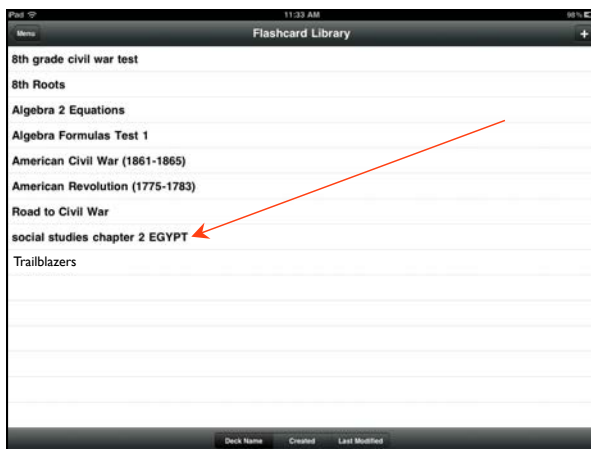 iPad 11:33 AM 98%
Menu Flashcard Library +
8th grade civil war test
8th Roots
Algebra 2 Equations
Algebra Formulas Test 1
American Civil War (1861-1865)
American Revolution (1775-1783)
Road to Civil War
social studies chapter 2 EGYPT
Trailblazers
Deck Name Created Last Modified